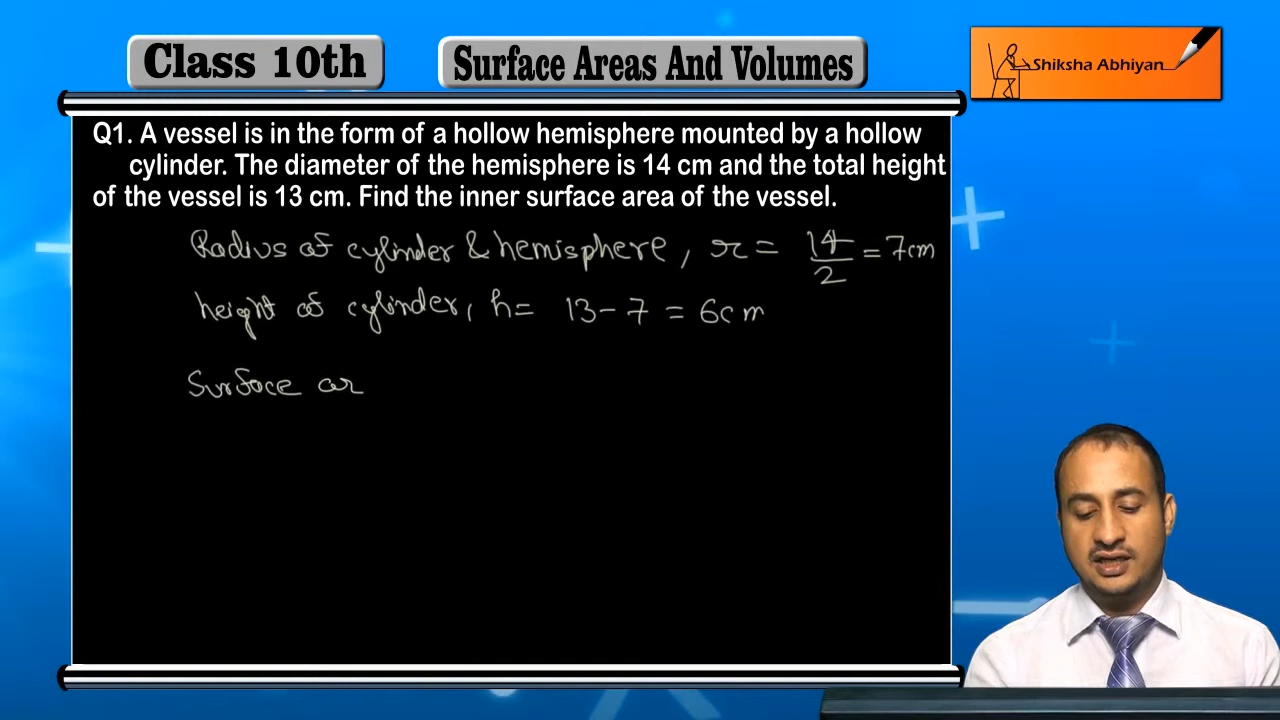 Class 10th
Surface Areas And Volumes
Shiksha Abhiyan
Q1. A vessel is in the form of a hollow hemisphere mounted by a hollow
cylinder. The diameter of the hemisphere is 14 cm and the total height
of the vessel is 13 cm. Find the inner surface area of the vessel.
Radius of cylinder & hemisphere, r = 14/2 = 7cm
height of cylinder, h = 13 - 7 = 6cm
Surface ar